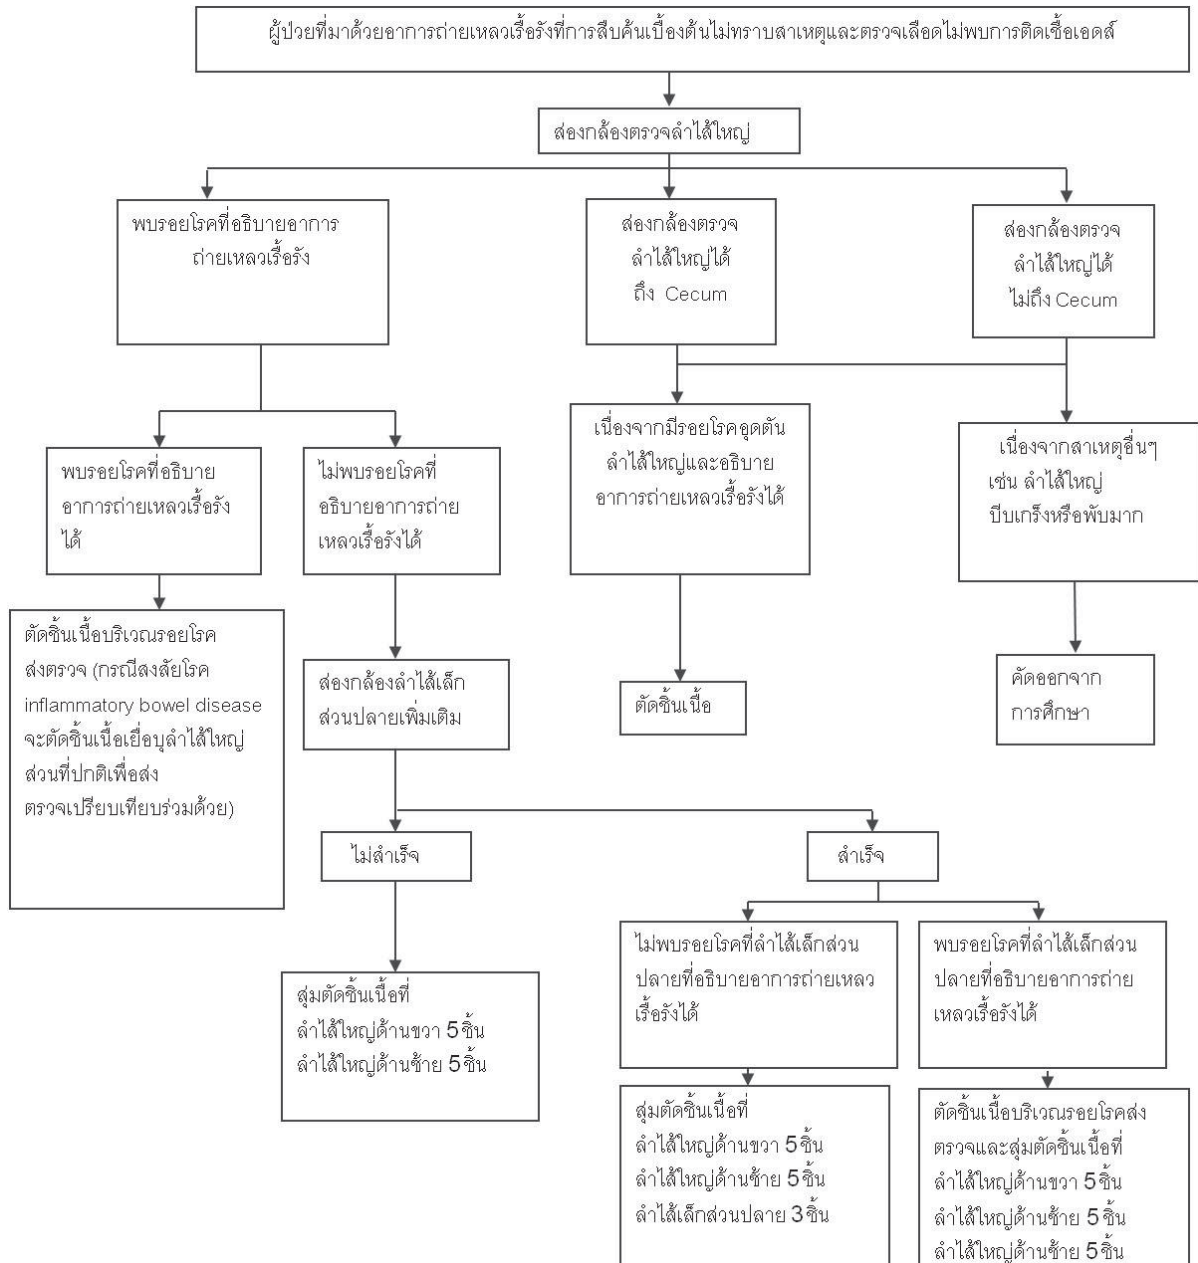 ผู้ป่วยที่มาด้วยอาการถ่ายเหลวเรื้อรังที่การสืบค้นเบื้องต้นไม่ทราบสาเหตุและตรวจเลือดไม่พบการติดเชื้อเอดส์
ส่องกล้องตรวจลำไส้ใหญ่
พบรอยโรคที่อธิบายอาการ
ถ่ายเหลวเรื้อรัง
ส่องกล้องตรวจ
ลำไส้ใหญ่ได้
ถึง Cecum
ส่องกล้องตรวจ
ลำไส้ใหญ่ได้
ไม่ถึง Cecum
พบรอยโรคที่อธิบาย
อาการถ่ายเหลวเรื้อรัง
ได้
ไม่พบรอยโรคที่
อธิบายอาการถ่าย
เหลวเรื้อรังได้
เนื่องจากมีรอยโรคอุดตัน
ลำไส้ใหญ่และอธิบาย
อาการถ่ายเหลวเรื้อรังได้
เนื่องจากสาเหตุอื่นๆ
เช่น ลำไส้ใหญ่
บีบเกร็งหรือพับมาก
ตัดชิ้นเนื้อบริเวณรอยโรค
ส่งตรวจ (กรณีสงสัยโรค
inflammatory bowel disease
จะตัดชิ้นเนื้อเยื่อบุลำไส้ใหญ่
ส่วนที่ปกติเพื่อส่ง
ตรวจเปรียบเทียบร่วมด้วย)
ส่องกล้องลำไส้เล็ก
ส่วนปลายเพิ่มเติม
ตัดชิ้นเนื้อ
คัดออกจาก
การศึกษา
ไม่สำเร็จ
สำเร็จ
สุ่มตัดชิ้นเนื้อที่
ลำไส้ใหญ่ด้านขวา 5ชิ้น
ลำไส้ใหญ่ด้านซ้าย 5ชิ้น
ไม่พบรอยโรคที่ลำไส้เล็กส่วน
ปลายที่อธิบายอาการถ่ายเหลว
เรื้อรังได้
พบรอยโรคที่ลำไส้เล็กส่วน
ปลายที่อธิบายอาการถ่าย
เหลวเรื้อรังได้
สุ่มตัดชิ้นเนื้อที่
ลำไส้ใหญ่ด้านขวา 5ชิ้น
ลำไส้ใหญ่ด้านซ้าย 5ชิ้น
ลำไส้เล็กส่วนปลาย 3ชิ้น
ตัดชิ้นเนื้อบริเวณรอยโรคส่ง
ตรวจและสุ่มตัดชิ้นเนื้อที่
ลำไส้ใหญ่ด้านขวา 5ชิ้น
ลำไส้ใหญ่ด้านซ้าย 5ชิ้น
ลำไส้ใหญ่ด้านซ้าย 5ชิ้น